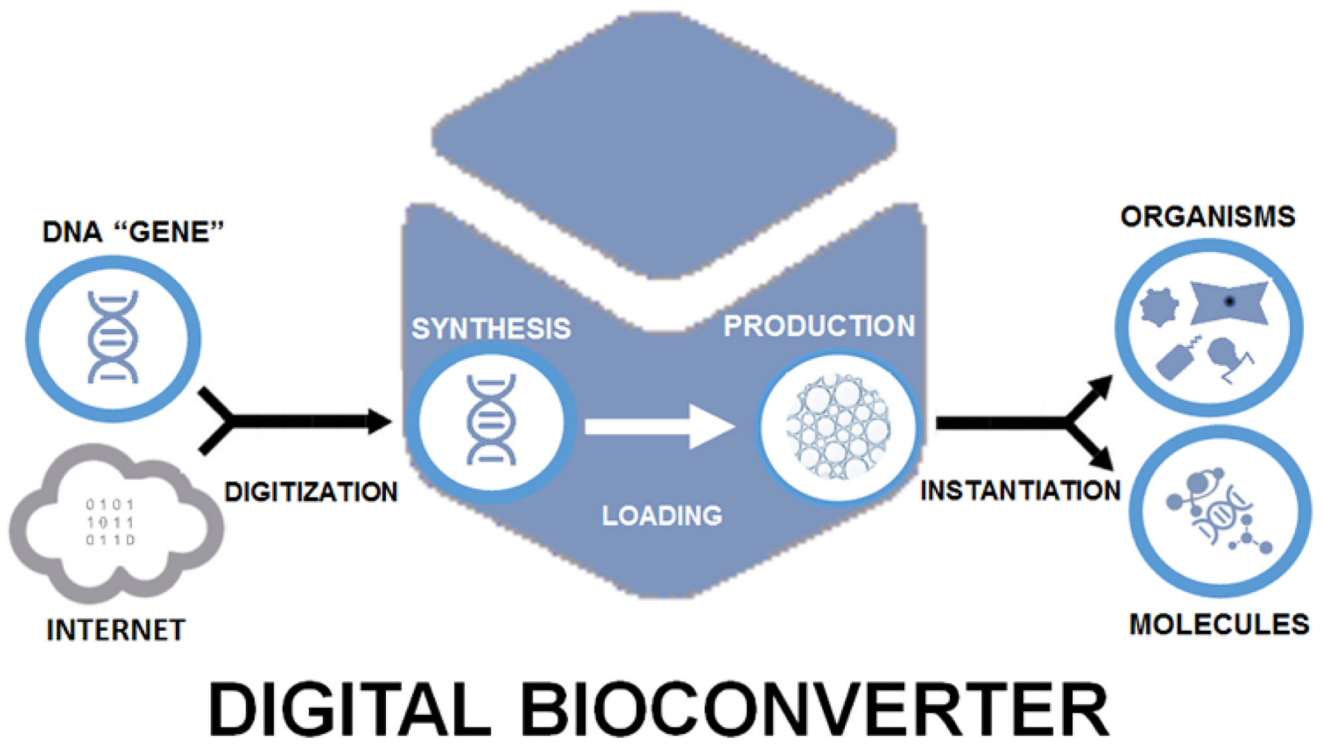 DNA “GENE”
0101
1011
0110
INTERNET
DIGITIZATION
SYNTHESIS
LOADING
PRODUCTION
INSTANTIATION
ORGANISMS
MOLECULES
DIGITAL BIOCONVERTER